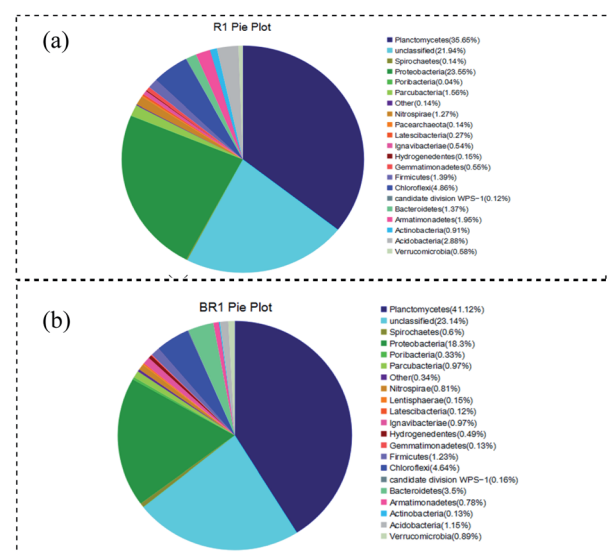 (a)
R1 Pie Plot
Planctomycetes(35.65%)
unclassified(21.94%)
Spirochaetes(0.14%)
Proteobacteria(23.55%)
Poribacteria(0.04%)
Parcubacteria(1.56%)
Other(0.14%)
Nitrospirae(1.27%)
Pacearchaeota(0.14%)
Latescibacteria(0.27%)
Ignavibacteriae(0.54%)
Hydrogenedentes(0.15%)
Gemmatimonadetes(0.55%)
Firmicutes(1.39%)
Chloroflexi(4.86%)
candidate division WPS-1(0.12%)
Bacteroidetes(1.37%)
Armatimonadetes(1.95%)
Actinobacteria(0.91%)
Acidobacteria(2.88%)
Verrucomicrobia(0.58%)
(b)
BR1 Pie Plot
Planctomycetes(41.12%)
unclassified(23.14%)
Spirochaetes(0.6%)
Proteobacteria(18.3%)
Poribacteria(0.33%)
Parcubacteria(0.97%)
Other(0.34%)
Nitrospirae(0.81%)
Lentisphaerae(0.15%)
Latescibacteria(0.12%)
Ignavibacteriae(0.97%)
Hydrogenedentes(0.49%)
Gemmatimonadetes(0.13%)
Firmicutes(1.23%)
Chloroflexi(4.64%)
candidate division WPS-1(0.16%)
Bacteroidetes(3.5%)
Armatimonadetes(0.78%)
Actinobacteria(0.13%)
Acidobacteria(1.15%)
Verrucomicrobia(0.89%)